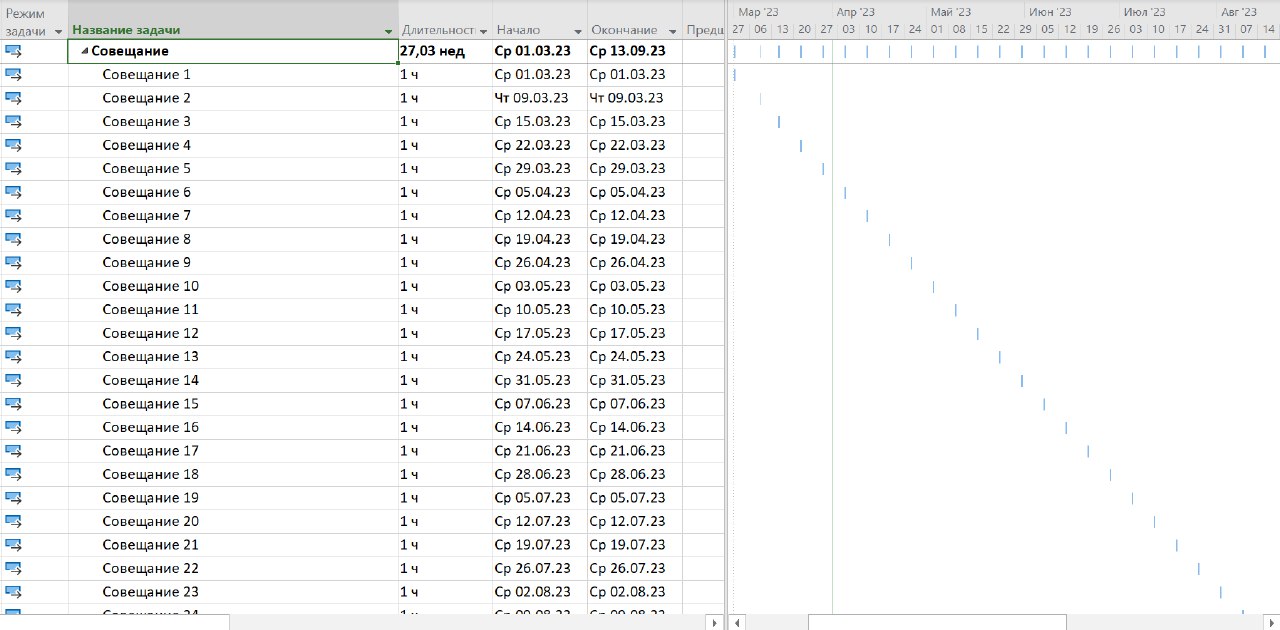 Режим задачи Название задачи Длительност Начало Окончание Предш
Мар '23 Апр '23 Май '23 Июн '23 Июл '23 Авг '23
27 06 13 20 27 03 10 17 24 01 08 15 22 29 05 12 19 26 03 10 17 24 31 07 14
Совещание 27,03 нед Ср 01.03.23 Ср 13.09.23
Совещание 1 1 ч Ср 01.03.23 Ср 01.03.23
Совещание 2 1 ч Чт 09.03.23 Чт 09.03.23
Совещание 3 1 ч Ср 15.03.23 Ср 15.03.23
Совещание 4 1 ч Ср 22.03.23 Ср 22.03.23
Совещание 5 1 ч Ср 29.03.23 Ср 29.03.23
Совещание 6 1 ч Ср 05.04.23 Ср 05.04.23
Совещание 7 1 ч Ср 12.04.23 Ср 12.04.23
Совещание 8 1 ч Ср 19.04.23 Ср 19.04.23
Совещание 9 1 ч Ср 26.04.23 Ср 26.04.23
Совещание 10 1 ч Ср 03.05.23 Ср 03.05.23
Совещание 11 1 ч Ср 10.05.23 Ср 10.05.23
Совещание 12 1 ч Ср 17.05.23 Ср 17.05.23
Совещание 13 1 ч Ср 24.05.23 Ср 24.05.23
Совещание 14 1 ч Ср 31.05.23 Ср 31.05.23
Совещание 15 1 ч Ср 07.06.23 Ср 07.06.23
Совещание 16 1 ч Ср 14.06.23 Ср 14.06.23
Совещание 17 1 ч Ср 21.06.23 Ср 21.06.23
Совещание 18 1 ч Ср 28.06.23 Ср 28.06.23
Совещание 19 1 ч Ср 05.07.23 Ср 05.07.23
Совещание 20 1 ч Ср 12.07.23 Ср 12.07.23
Совещание 21 1 ч Ср 19.07.23 Ср 19.07.23
Совещание 22 1 ч Ср 26.07.23 Ср 26.07.23
Совещание 23 1 ч Ср 02.08.23 Ср 02.08.23